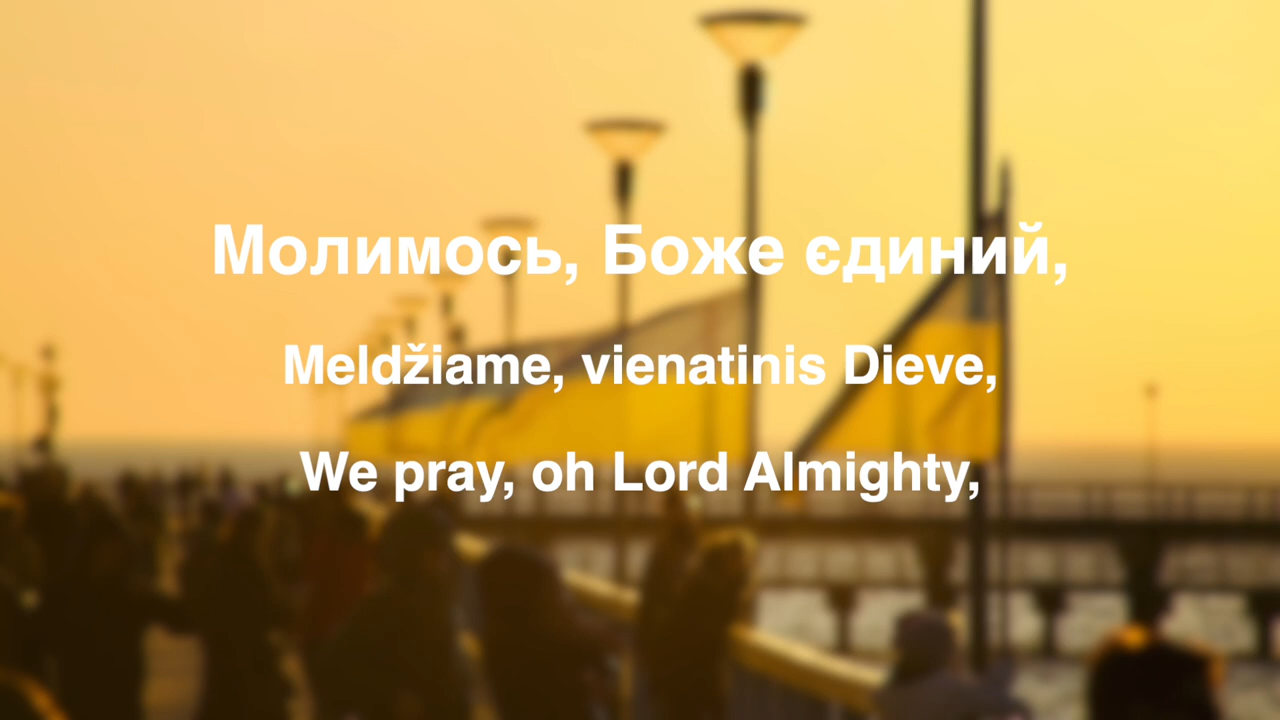 Молимось, Боже єдиний,
Meldžiame, vienatinis Dieve,
We pray, oh Lord Almighty,